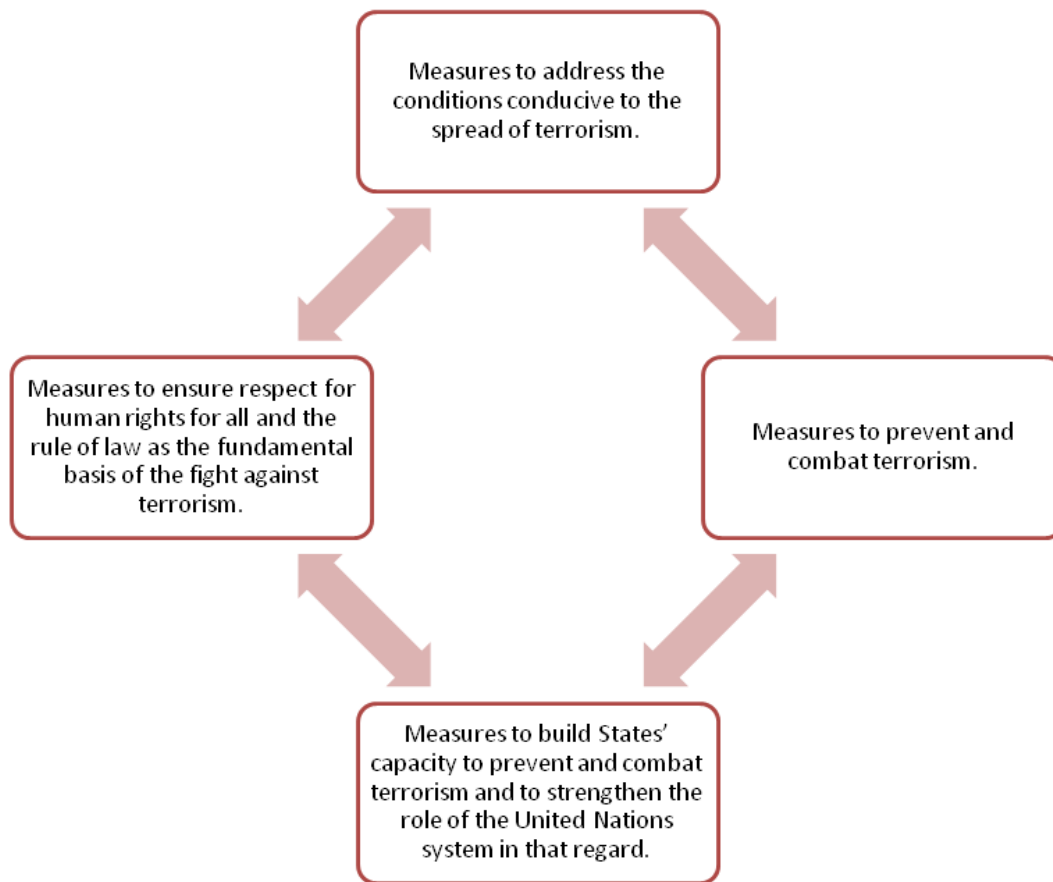 Measures to address the
conditions conducive to the
spread of terrorism.
Measures to ensure respect for
human rights for all and the
rule of law as the fundamental
basis of the fight against
terrorism.
Measures to prevent and
combat terrorism.
Measures to build States’
capacity to prevent and combat
terrorism and to strengthen the
role of the United Nations
system in that regard.